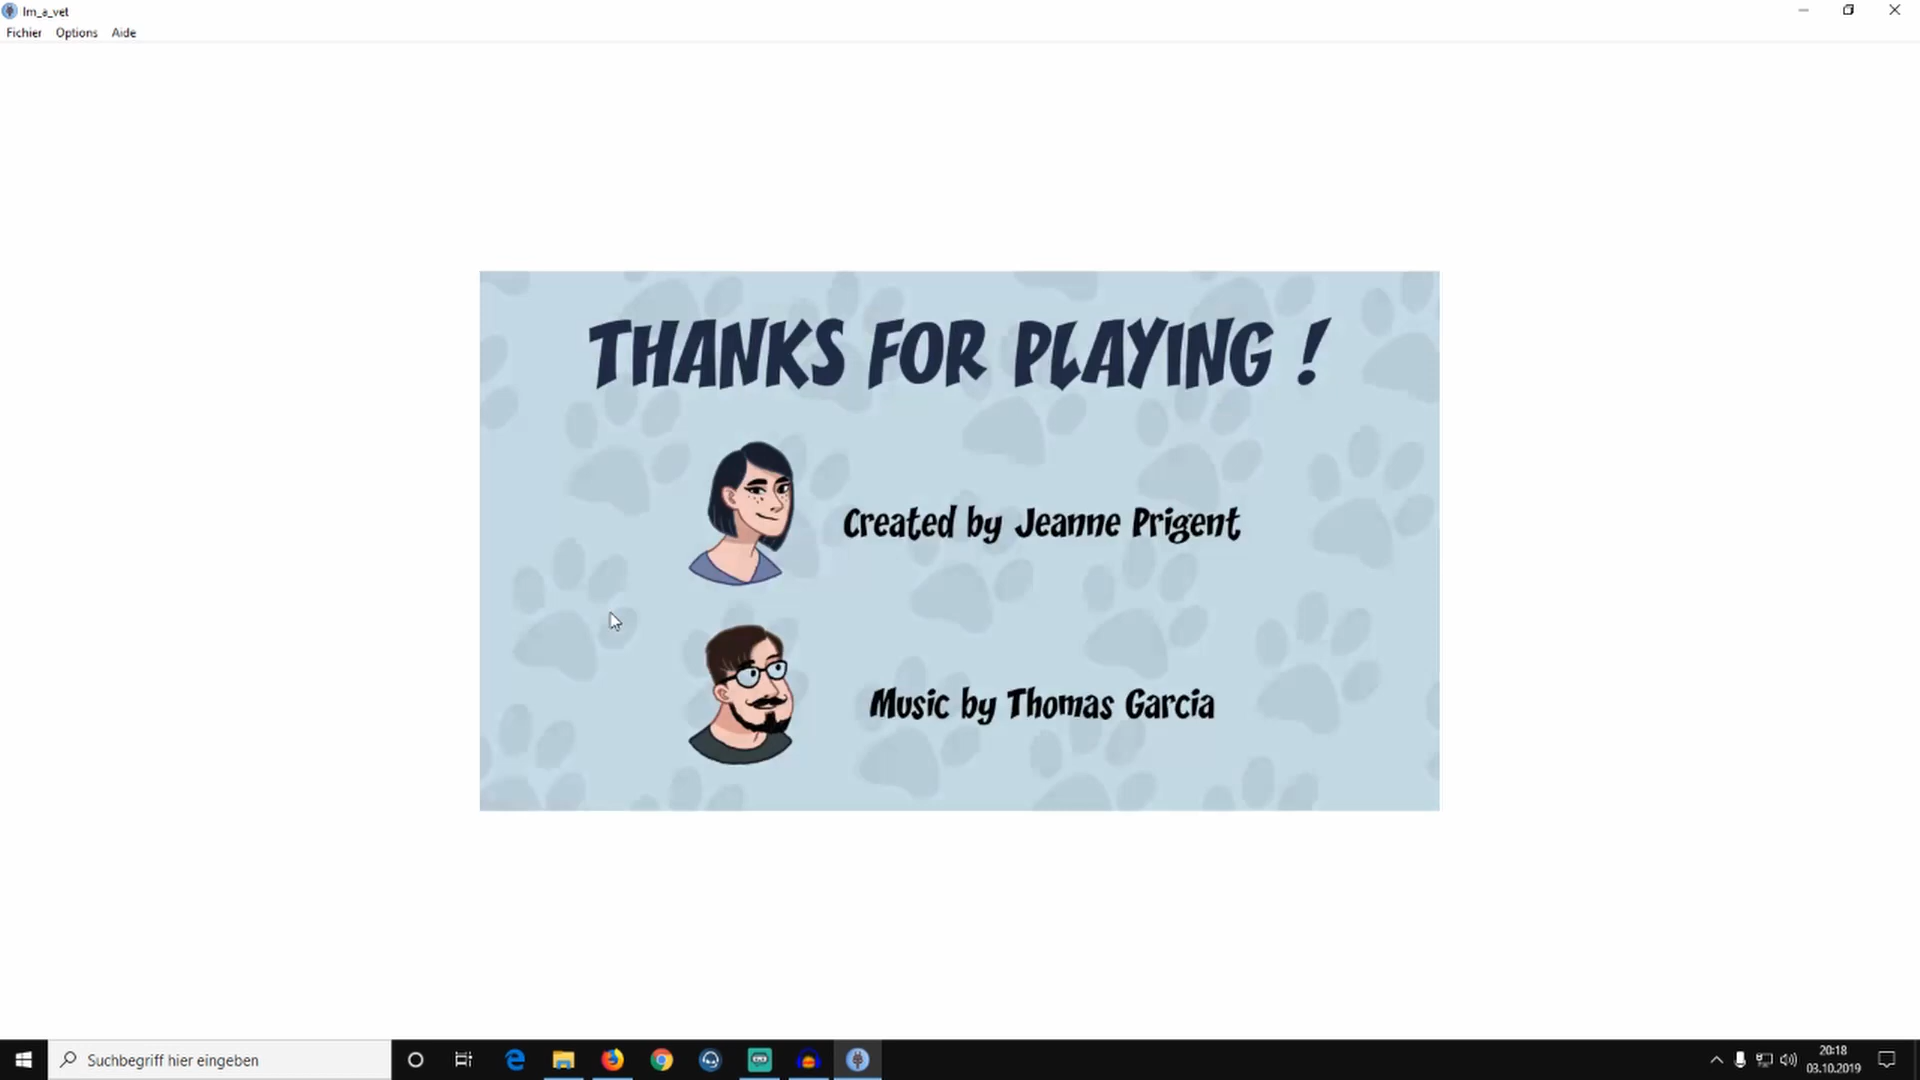 Im_a_vet
Fichier Options Aide
THANKS FOR PLAYING !
Created by Jeanne Prigent
Music by Thomas Garcia
Suchbegriff hier eingeben
20:18
03.10.2019